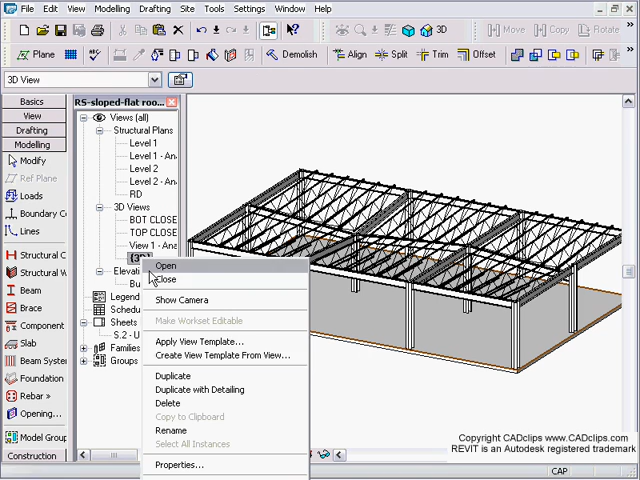 File Edit View Modelling Drafting Site Tools Settings Window Help
3D Move Copy Rotate
Plane Demolish Align Split Trim Offset
3D View
Basics
View
Drafting
Modelling
Modify
Ref Plane
Loads
Boundary C
Lines
Structural C
Structural W
Beam
Brace
Component
Slab
Beam System
Foundation
Rebar »
Opening...
Model Group
Construction
RS-sloped-flat roo...
Views (all)
Structural Plans
Level 1
Level 1 - Ana
Level 2
Level 2 - Ana
RD
3D Views
BOT CLOSE
TOP CLOSE
View 1 - Ana
{3D}
Elevati
Bu
Legend
Schedu
Sheets
S.2 - U
Families
Groups
Open
Close
Show Camera
Make Workset Editable
Apply View Template...
Create View Template From View...
Duplicate
Duplicate with Detailing
Delete
Copy to Clipboard
Rename
Select All Instances
Properties...
Copyright CADclips www.CADclips.com
REVIT is an Autodesk registered trademark
CAP